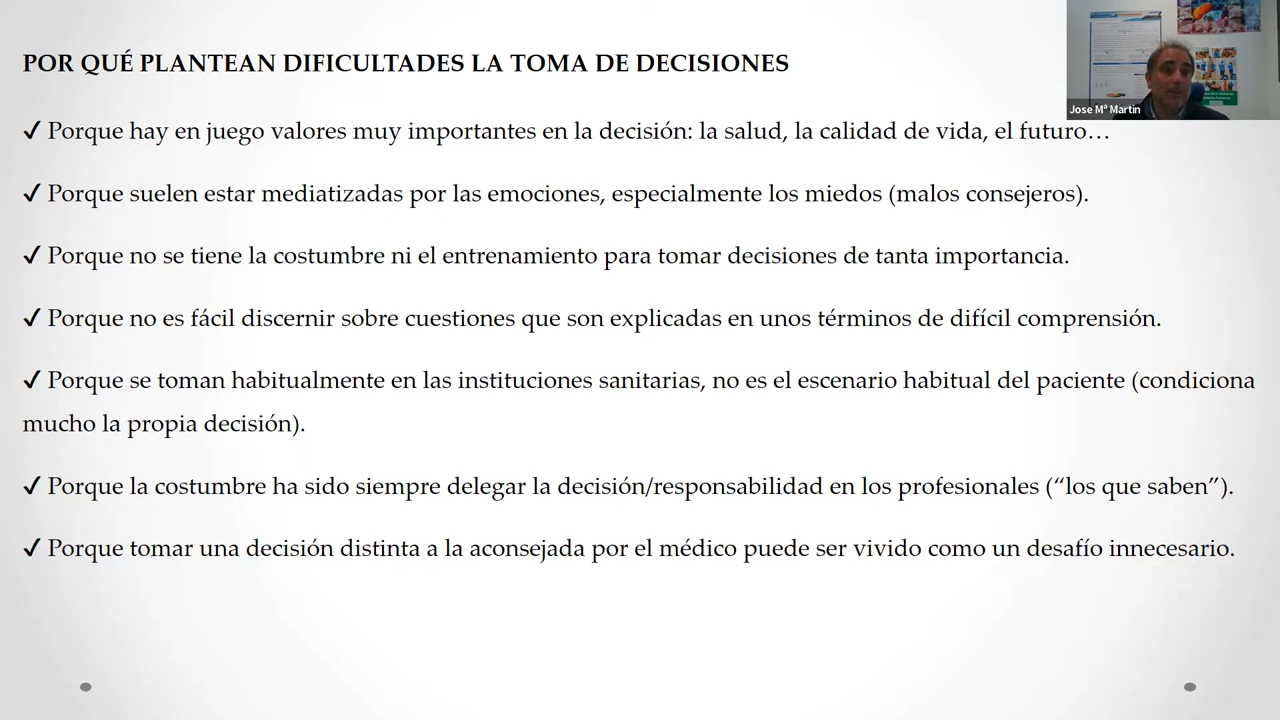 POR QUÉ PLANTEAN DIFICULTADES LA TOMA DE DECISIONES
Jose Mª Martín
✓ Porque hay en juego valores muy importantes en la decisión: la salud, la calidad de vida, el futuro…
✓ Porque suelen estar mediatizadas por las emociones, especialmente los miedos (malos consejeros).
✓ Porque no se tiene la costumbre ni el entrenamiento para tomar decisiones de tanta importancia.
✓ Porque no es fácil discernir sobre cuestiones que son explicadas en unos términos de difícil comprensión.
✓ Porque se toman habitualmente en las instituciones sanitarias, no es el escenario habitual del paciente (condiciona
mucho la propia decisión).
✓ Porque la costumbre ha sido siempre delegar la decisión/responsabilidad en los profesionales (“los que saben”).
✓ Porque tomar una decisión distinta a la aconsejada por el médico puede ser vivido como un desafío innecesario.